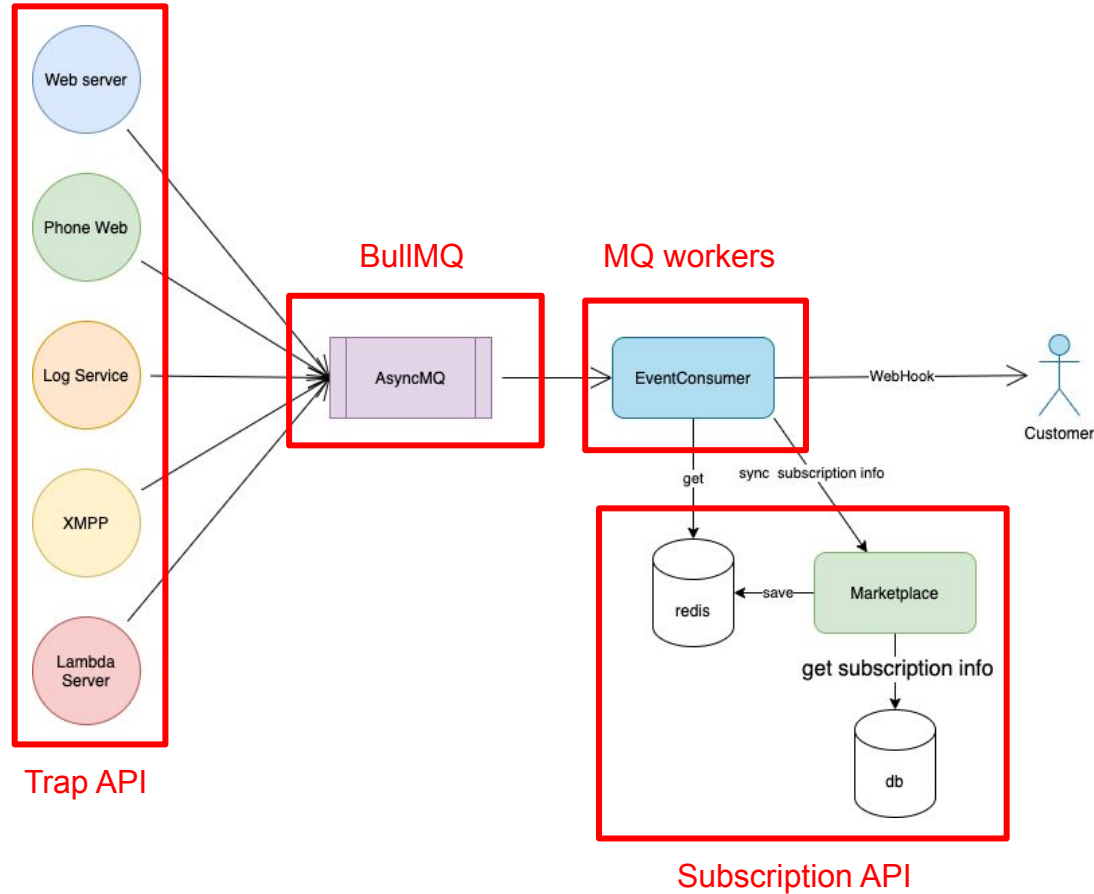 Web server
Phone Web
BullMQ
MQ workers
Log Service
AsyncMQ
EventConsumer
WebHook
Customer
get
sync subscription info
XMPP
redis
save
Marketplace
get subscription info
Lambda
Server
Trap API
db
Subscription API